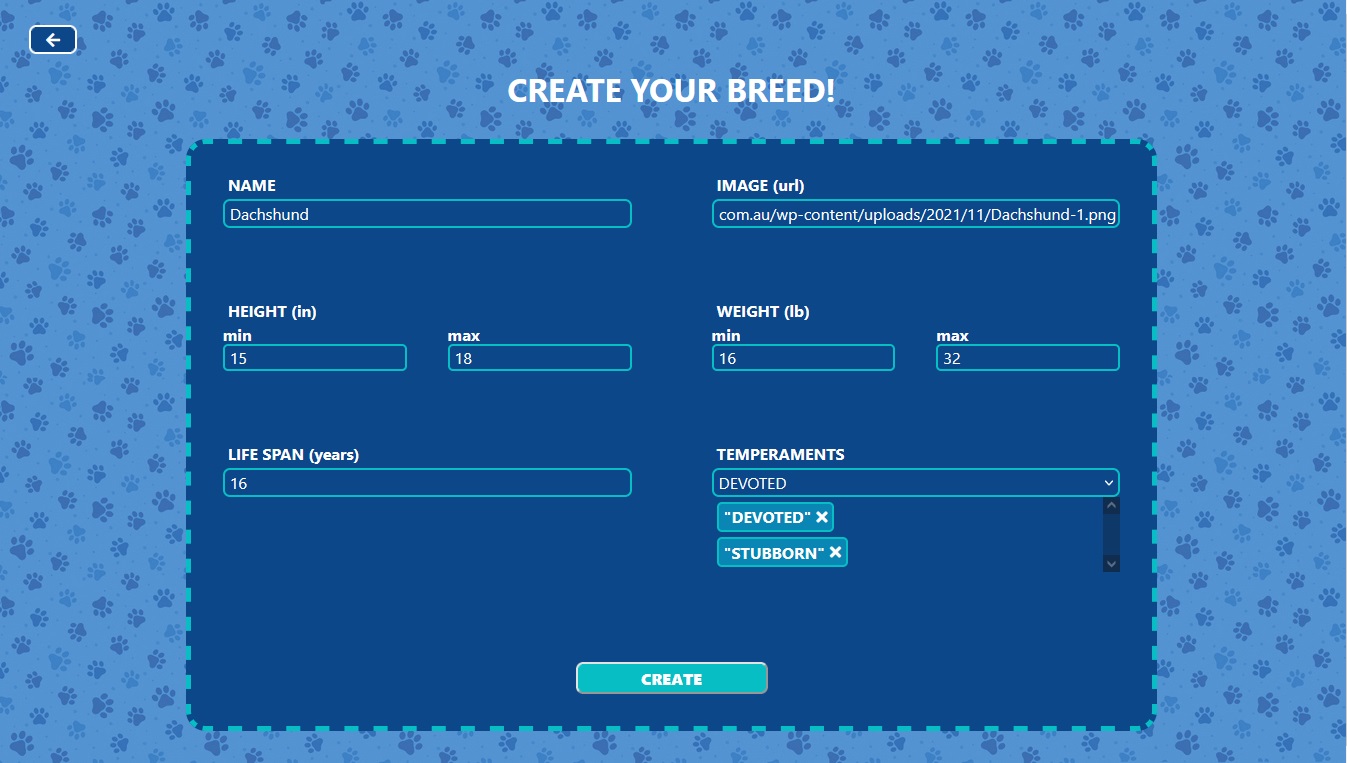 CREATE YOUR BREED!
NAME
Dachshund
IMAGE (url)
com.au/wp-content/uploads/2021/11/Dachshund-1.png
HEIGHT (in)
min
15
max
18
WEIGHT (lb)
min
16
max
32
LIFE SPAN (years)
16
TEMPERAMENTS
DEVOTED
"DEVOTED"
"STUBBORN"
CREATE